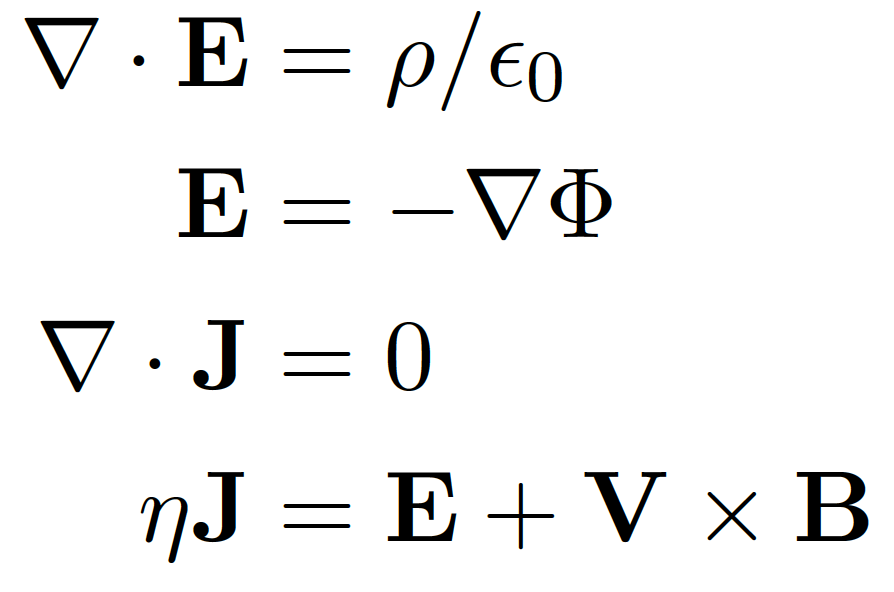 ∇ · E = ρ/ϵ₀
E = −∇Φ
∇ · J = 0
ηJ = E + V × B